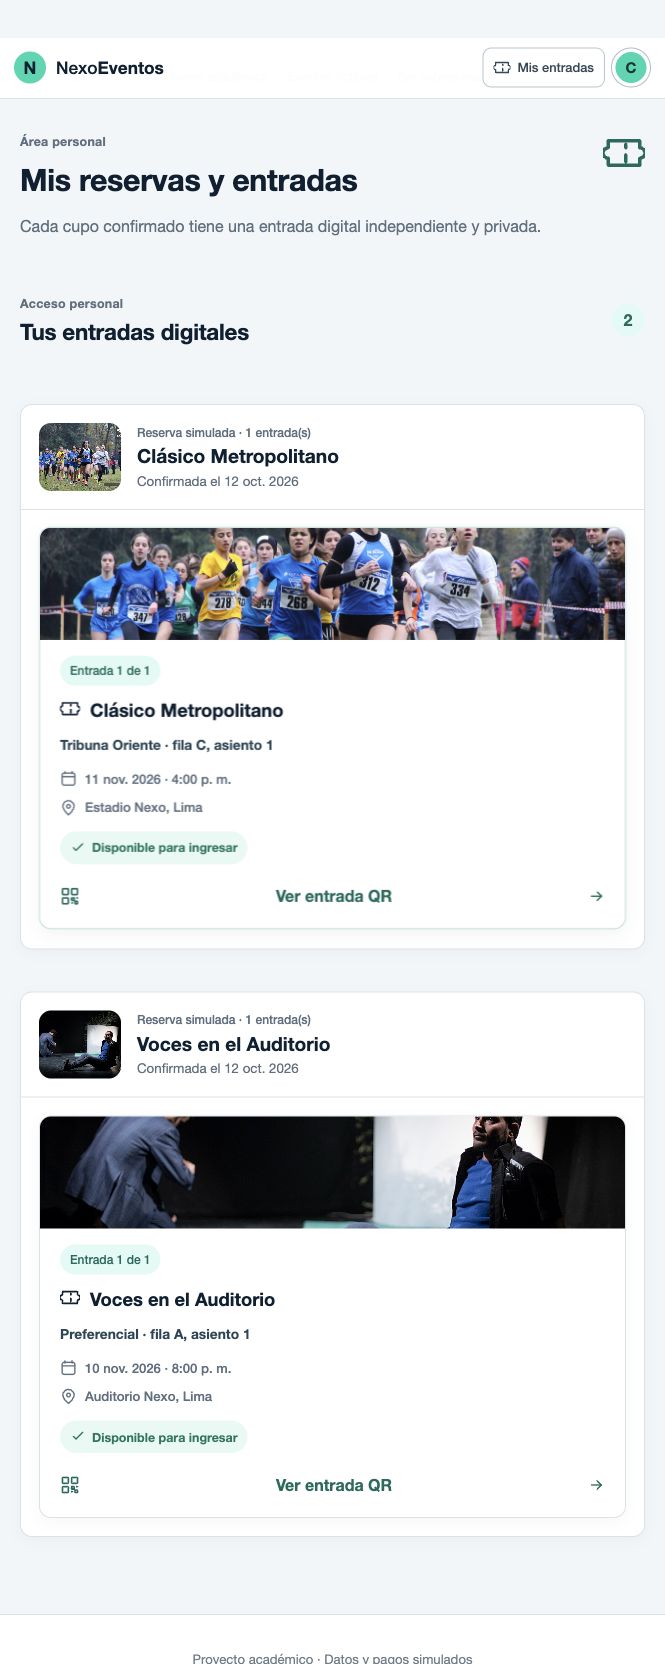 N NexoEventos Mis entradas C
Área personal
Mis reservas y entradas
Cada cupo confirmado tiene una entrada digital independiente y privada.
Acceso personal
Tus entradas digitales
2
Reserva simulada · 1 entrada(s)
Clásico Metropolitano
Confirmada el 12 oct. 2026
347
278
268
312
334
Entrada 1 de 1
Clásico Metropolitano
Tribuna Oriente · fila C, asiento 1
11 nov. 2026 · 4:00 p. m.
Estadio Nexo, Lima
Disponible para ingresar
Ver entrada QR
Reserva simulada · 1 entrada(s)
Voces en el Auditorio
Confirmada el 12 oct. 2026
Entrada 1 de 1
Voces en el Auditorio
Preferencial · fila A, asiento 1
10 nov. 2026 · 8:00 p. m.
Auditorio Nexo, Lima
Disponible para ingresar
Ver entrada QR
Proyecto académico · Datos y pagos simulados